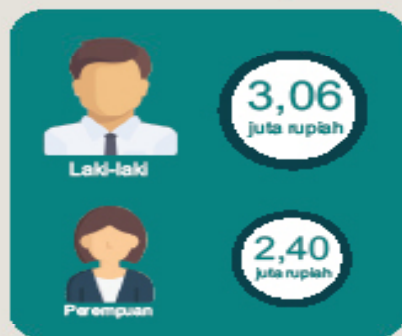 3,06
juta rupiah
Laki-laki
2,40
juta rupiah
Perempuan